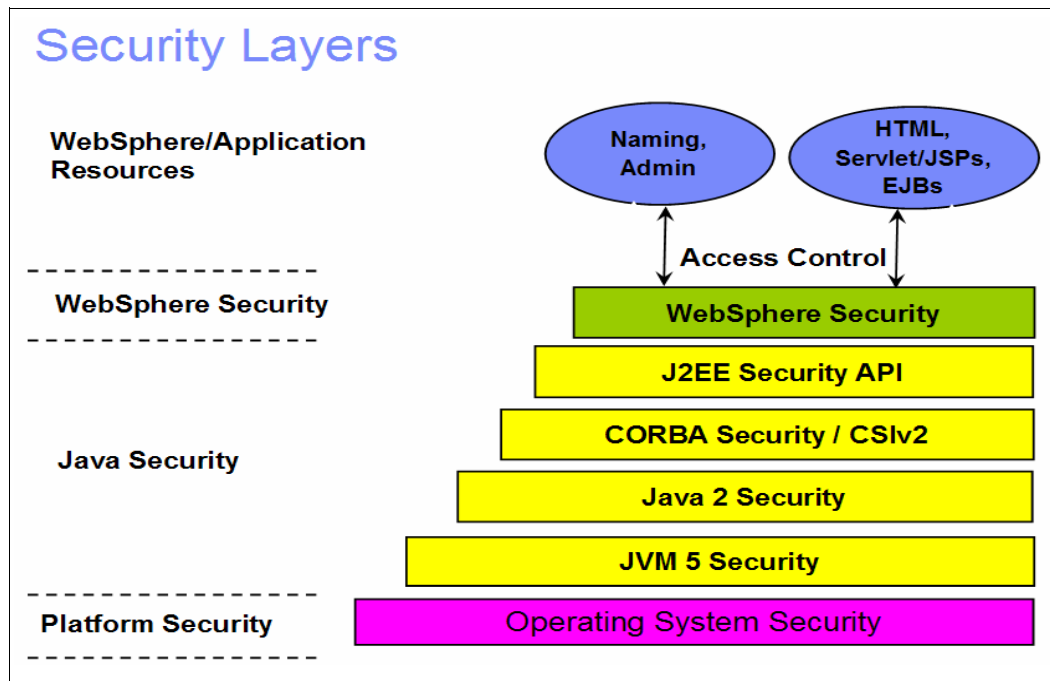 Security Layers
WebSphere/Application
Resources
Naming,
Admin
HTML,
Servlet/JSPs,
EJBs
Access Control
WebSphere Security
WebSphere Security
J2EE Security API
CORBA Security / CSIv2
Java Security
Java 2 Security
JVM 5 Security
Platform Security
Operating System Security